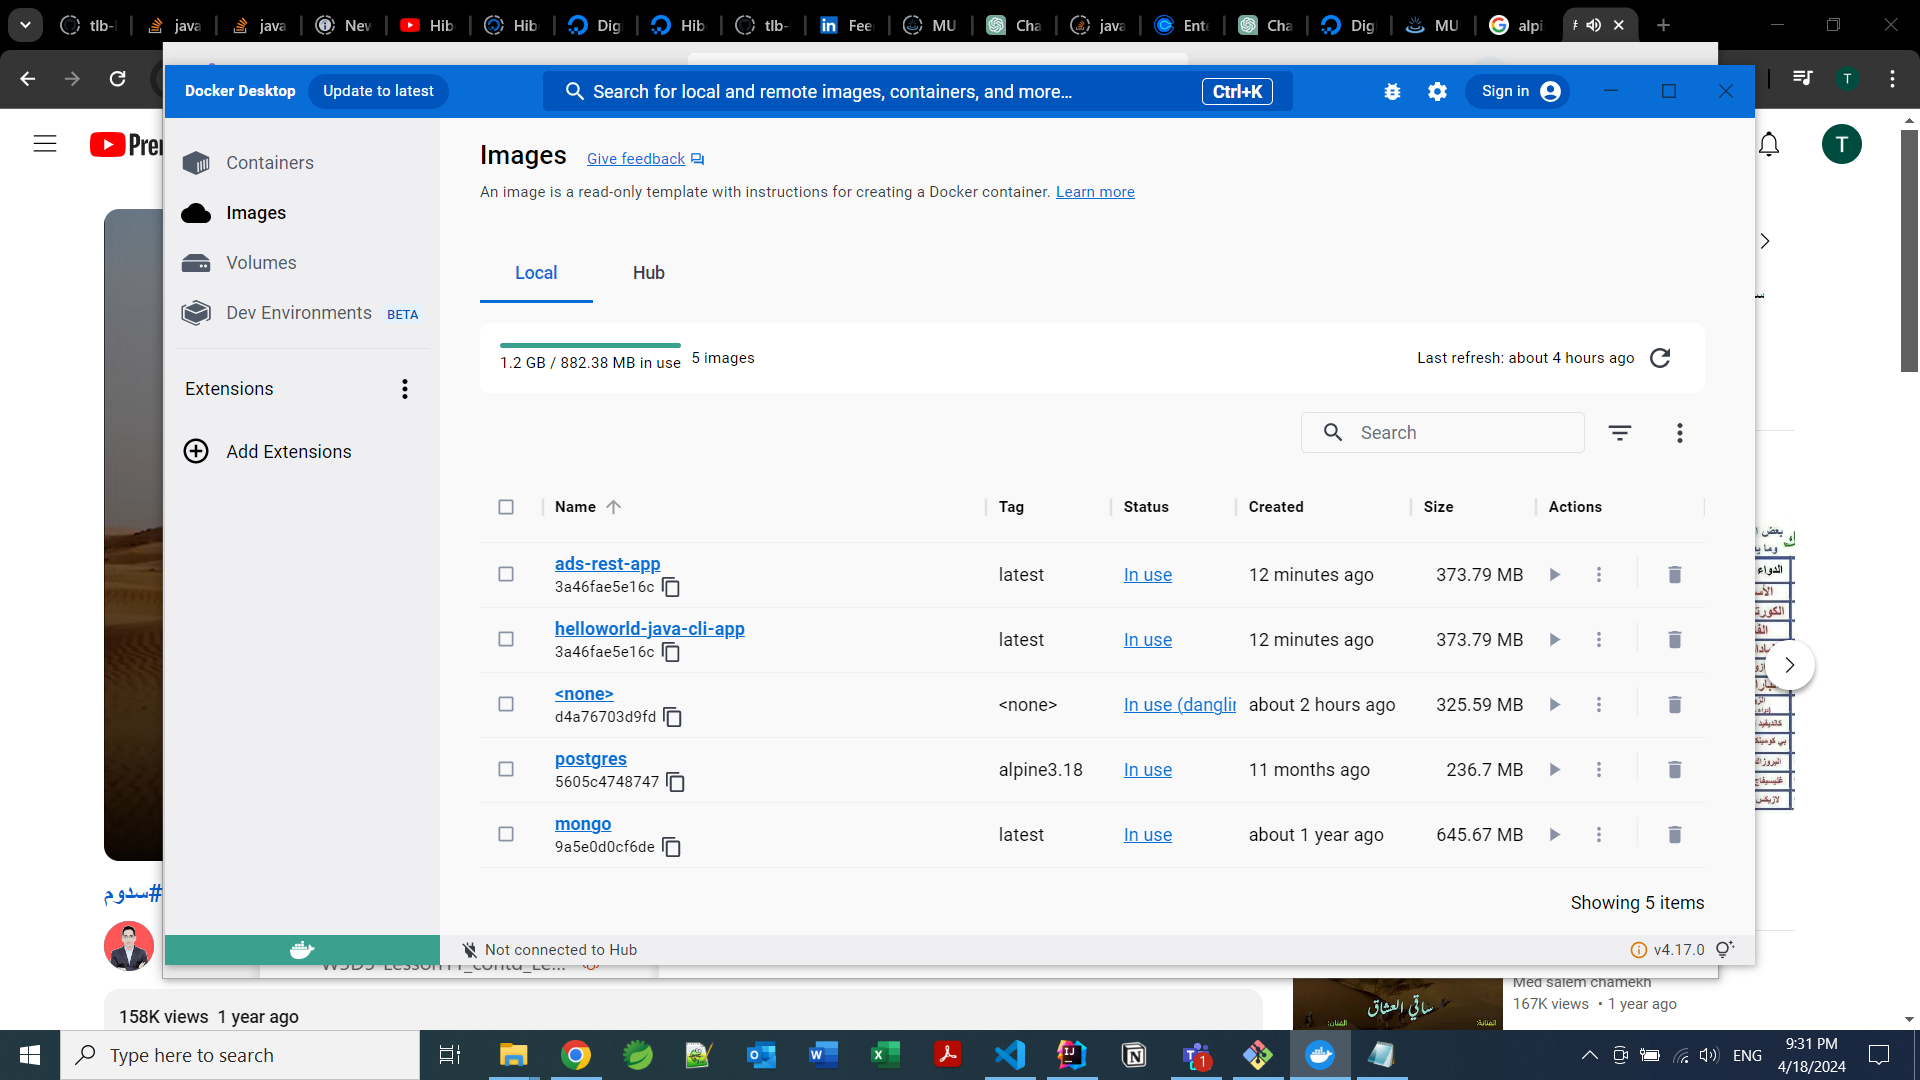 tlb-
java
java
New
Hib
Hib
Digi
Hib
tlb-
Fee
MU
Cha
java
Ente
Cha
Digi
MU
alpi
Docker Desktop
Update to latest
Search for local and remote images, containers, and more...
Ctrl+K
Sign in
T
Prer
T
Containers
Images
Volumes
Dev Environments BETA
Extensions
Add Extensions
Images Give feedback
An image is a read-only template with instructions for creating a Docker container. Learn more
Local Hub
1.2 GB / 882.38 MB in use 5 images
Last refresh: about 4 hours ago
Search
Name Tag Status Created Size Actions
ads-rest-app
3a46fae5e16c
latest In use 12 minutes ago 373.79 MB
helloworld-java-cli-app
3a46fae5e16c
latest In use 12 minutes ago 373.79 MB
<none>
d4a76703d9fd
<none> In use (danglin about 2 hours ago 325.59 MB
postgres
5605c4748747
alpine3.18 In use 11 months ago 236.7 MB
mongo
9a5e0d0cf6de
latest In use about 1 year ago 645.67 MB
Showing 5 items
Not connected to Hub
v4.17.0
الدواء
#سدوم
158K views 1 year ago
ساقي العشاق
Med salem chamekh
167K views • 1 year ago
Type here to search
1
ENG
9:31 PM
4/18/2024